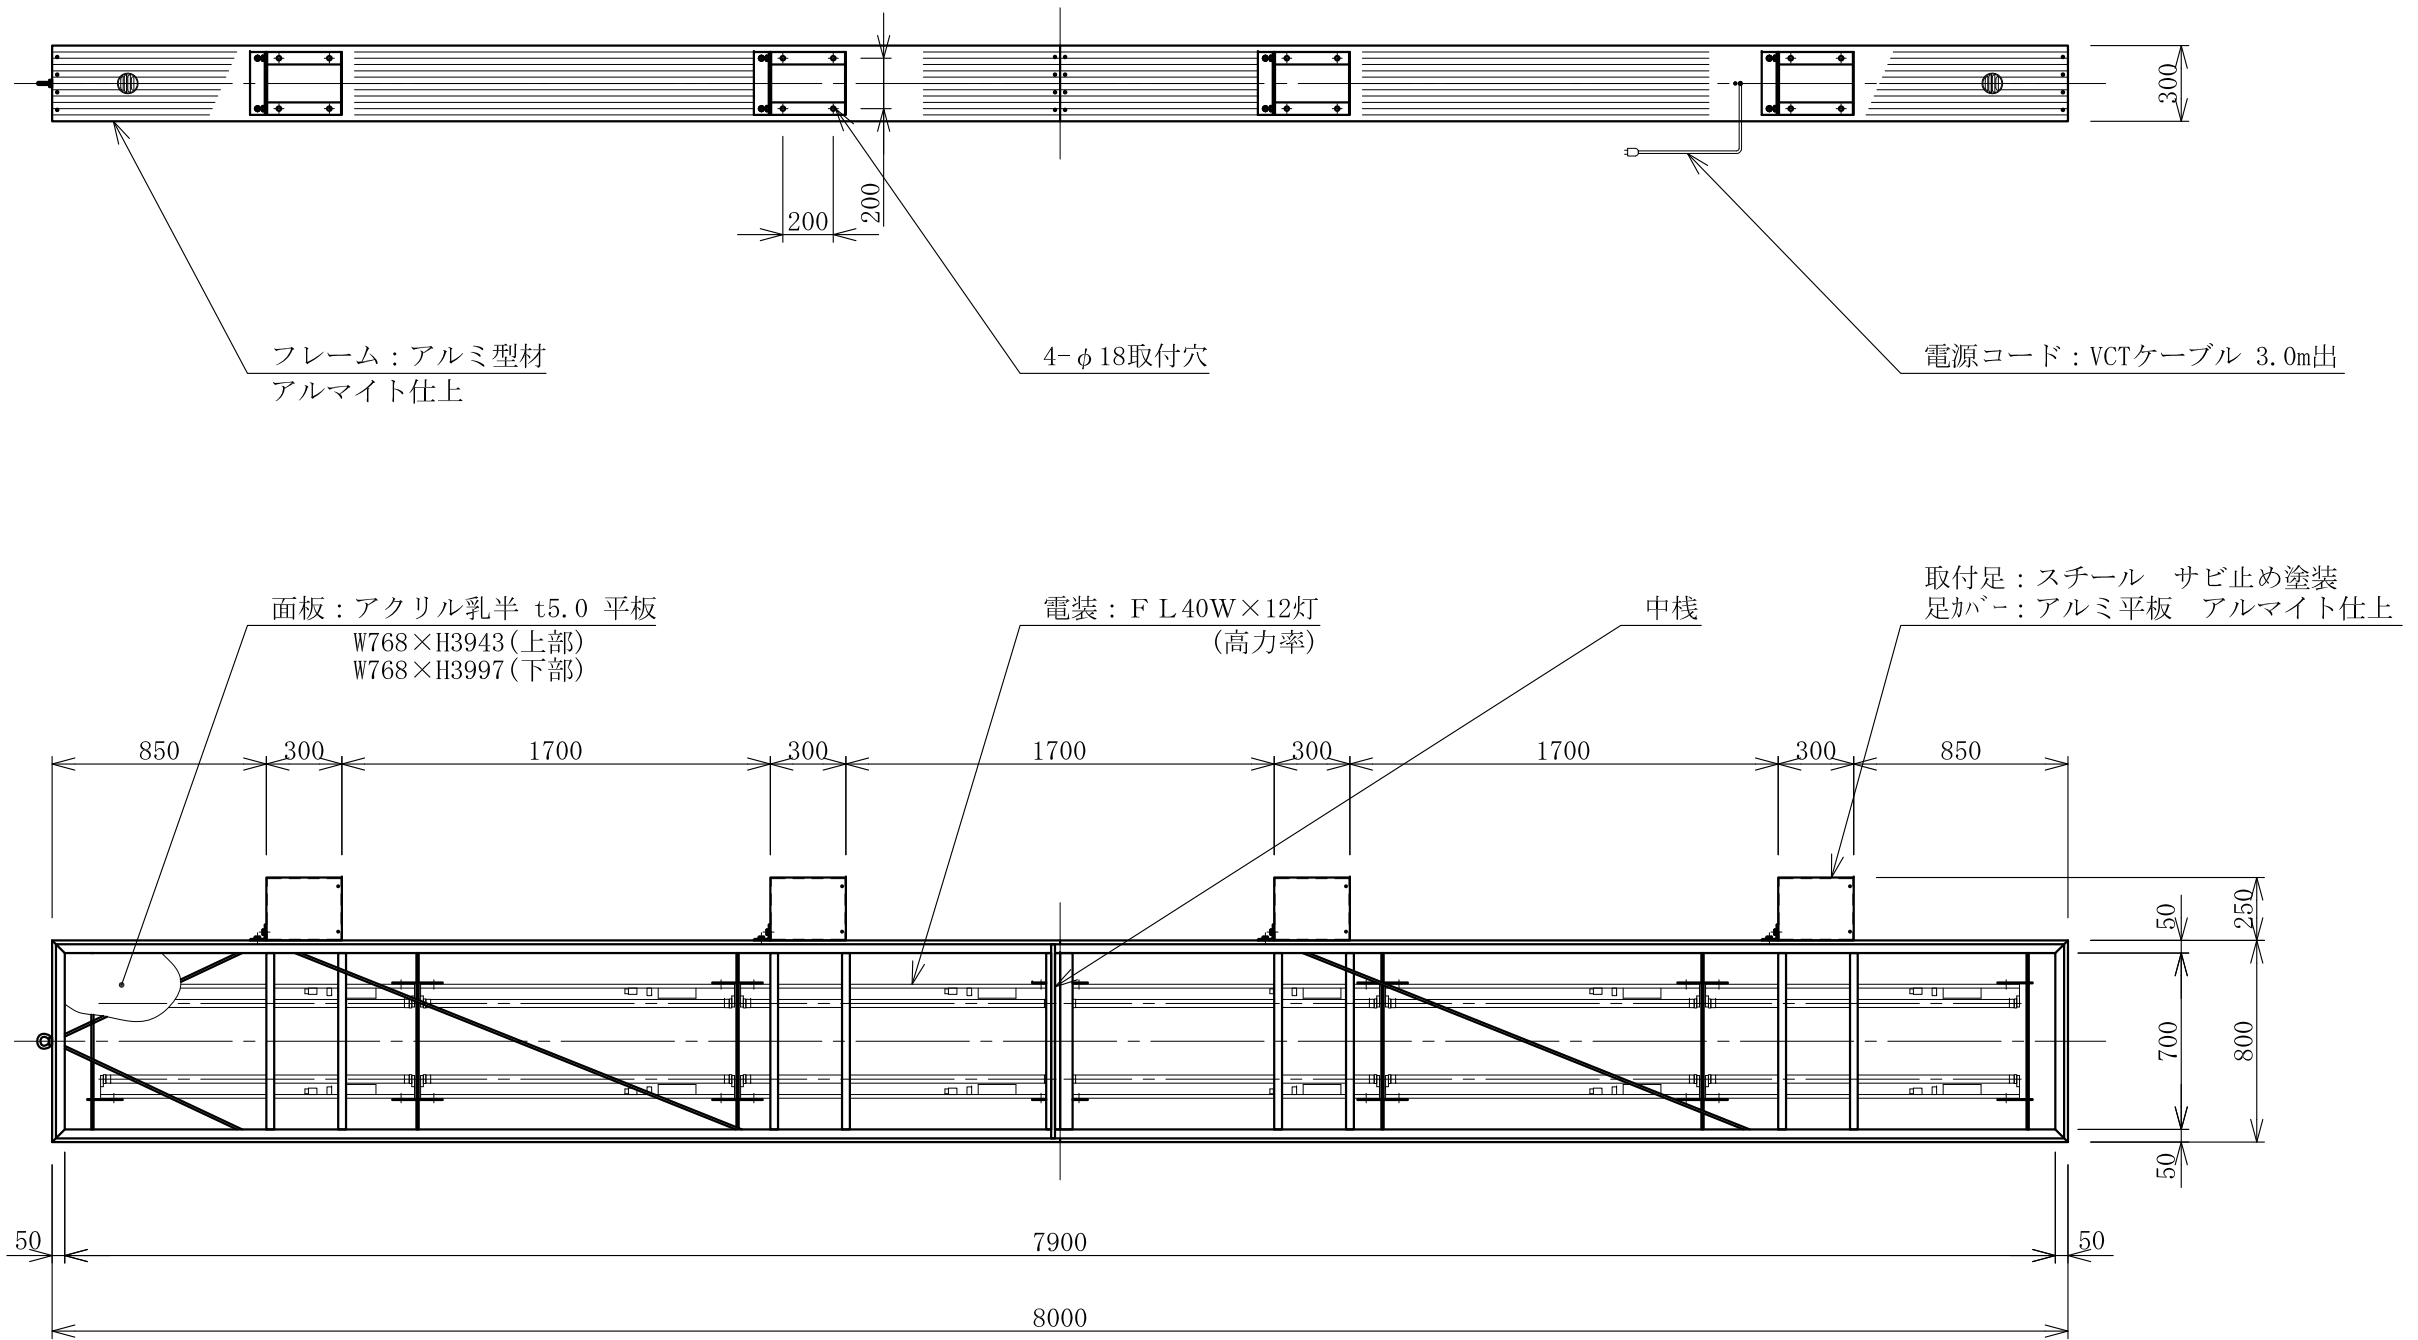 300
200
200
フレーム：アルミ型材
アルマイト仕上
4-φ18取付穴
電源コード：VCTケーブル 3.0m出
面板：アクリル乳半 t5.0 平板
W768×H3943(上部)
W768×H3997(下部)
電装：ＦＬ40W×12灯
(高力率)
中桟
取付足：スチール　サビ止め塗装
足ｶﾊﾞｰ：アルミ平板　アルマイト仕上
850 300 1700 300 1700 300 1700 300 850
50
250
700
800
50
50
7900
50
8000